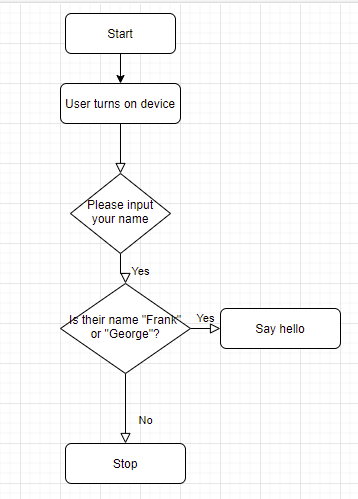 Start
User turns on device
Please input
your name
Yes
Is their name "Frank"
or "George"?
Yes
Say hello
No
Stop